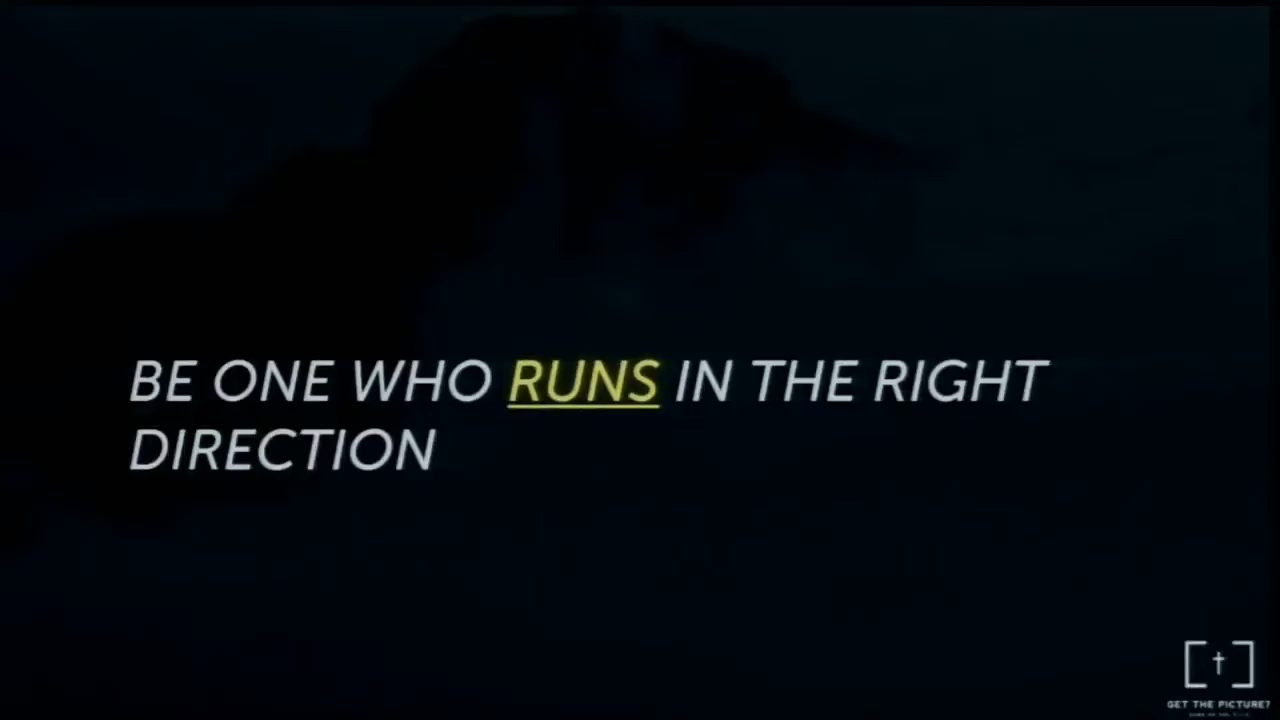 BE ONE WHO RUNS IN THE RIGHT
DIRECTION
GET THE PICTURE?